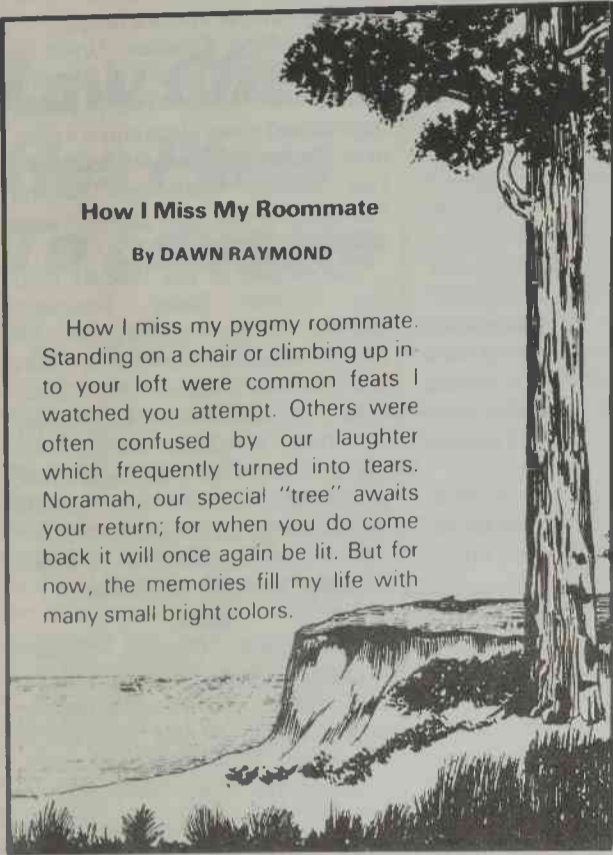 How I Miss My Roommate
By DAWN RAYMOND
How I miss my pygmy roommate.
Standing on a chair or climbing up in-
to your loft were common feats I
watched you attempt. Others were
often confused by our laughter
which frequently turned into tears.
Noramah, our special "tree" awaits
your return; for when you do come
back it will once again be lit. But for
now, the memories fill my life with
many small bright colors.